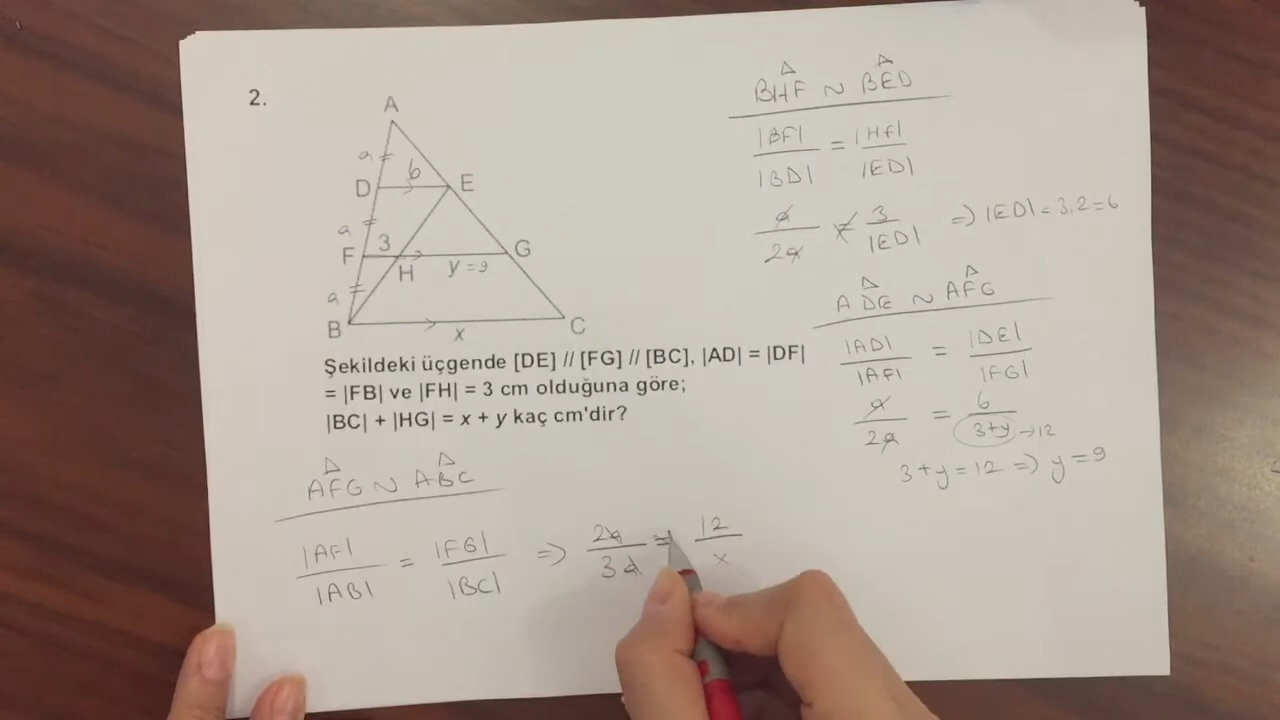 2.
A
a
D 6 E
a
F 3 H y = 9 G
a
B x C
Şekildeki üçgende [DE] // [FG] // [BC], |AD| = |DF|
= |FB| ve |FH| = 3 cm olduğuna göre;
|BC| + |HG| = x + y kaç cm'dir?
BHF ~ BED
|BF| / |BD| = |HF| / |ED|
a / 2a = 3 / |ED| => |ED| = 3.2 = 6
ADE ~ AFG
|AD| / |AF| = |DE| / |FG|
a / 2a = 6 / 3+y → 12
3 + y = 12 => y = 9
AFG ~ ABC
|AF| / |AB| = |FG| / |BC| => 2a / 3a = 12 / x